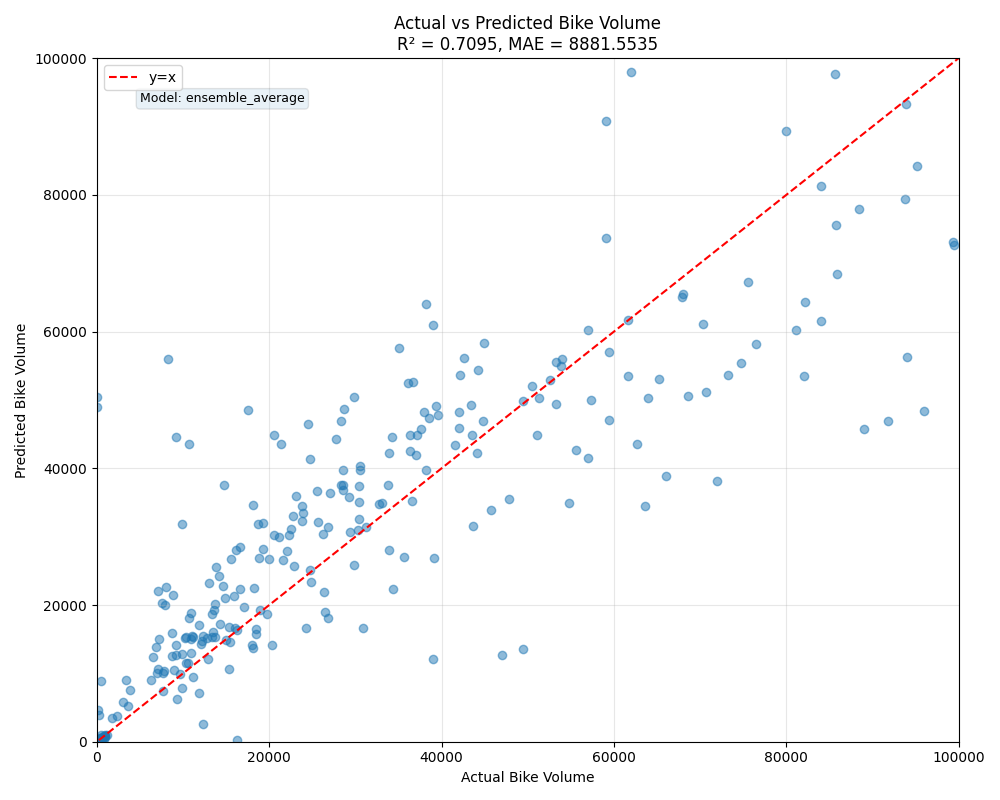 Actual vs Predicted Bike Volume
R² = 0.7095, MAE = 8881.5535
y=x
Model: ensemble_average
Predicted Bike Volume
100000
80000
60000
40000
20000
0
0 20000 40000 60000 80000 100000
Actual Bike Volume